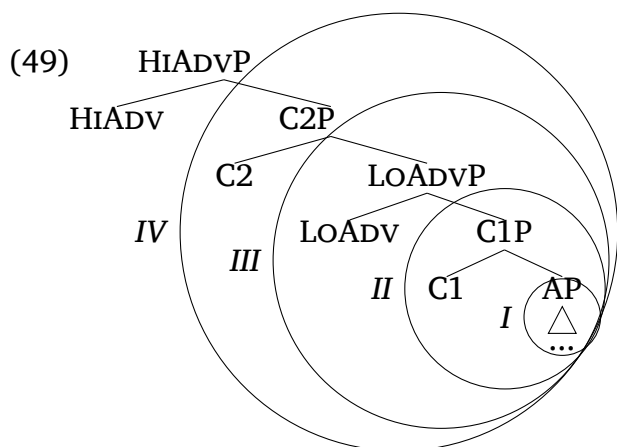 (49) HIADVP
HIADV C2P
C2 LOADVP
IV LOADV C1P
III II C1 AP
I
...